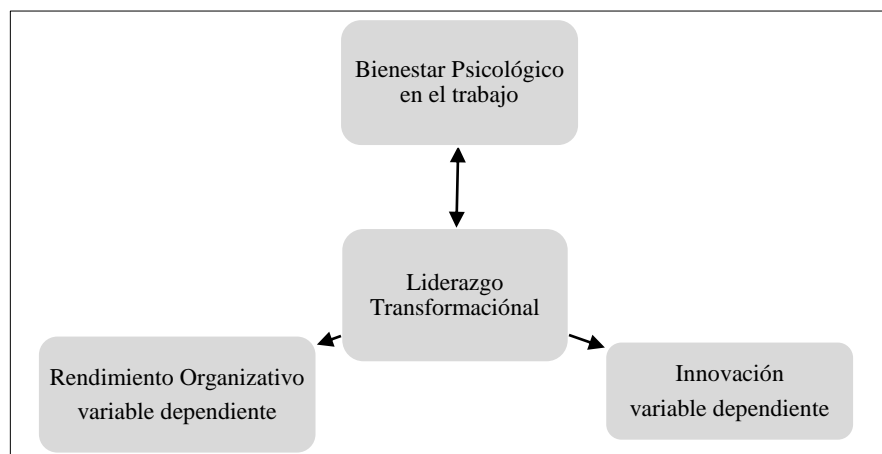 Bienestar Psicológico
en el trabajo
Liderazgo
Transformaciónal
Rendimiento Organizativo
variable dependiente
Innovación
variable dependiente